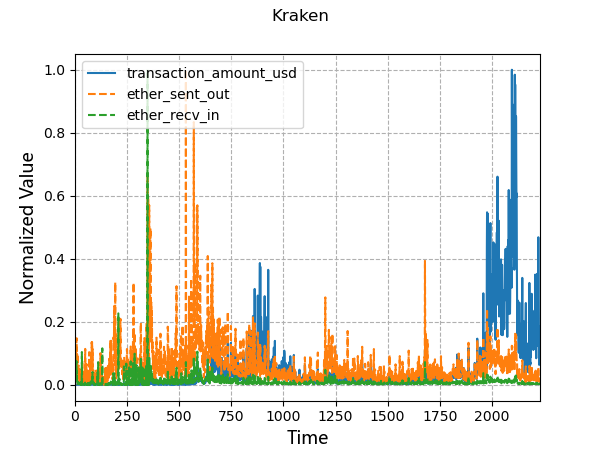 Kraken
transaction_amount_usd
ether_sent_out
ether_recv_in
Normalized Value
1.0
0.8
0.6
0.4
0.2
0.0
0 250 500 750 1000 1250 1500 1750 2000
Time